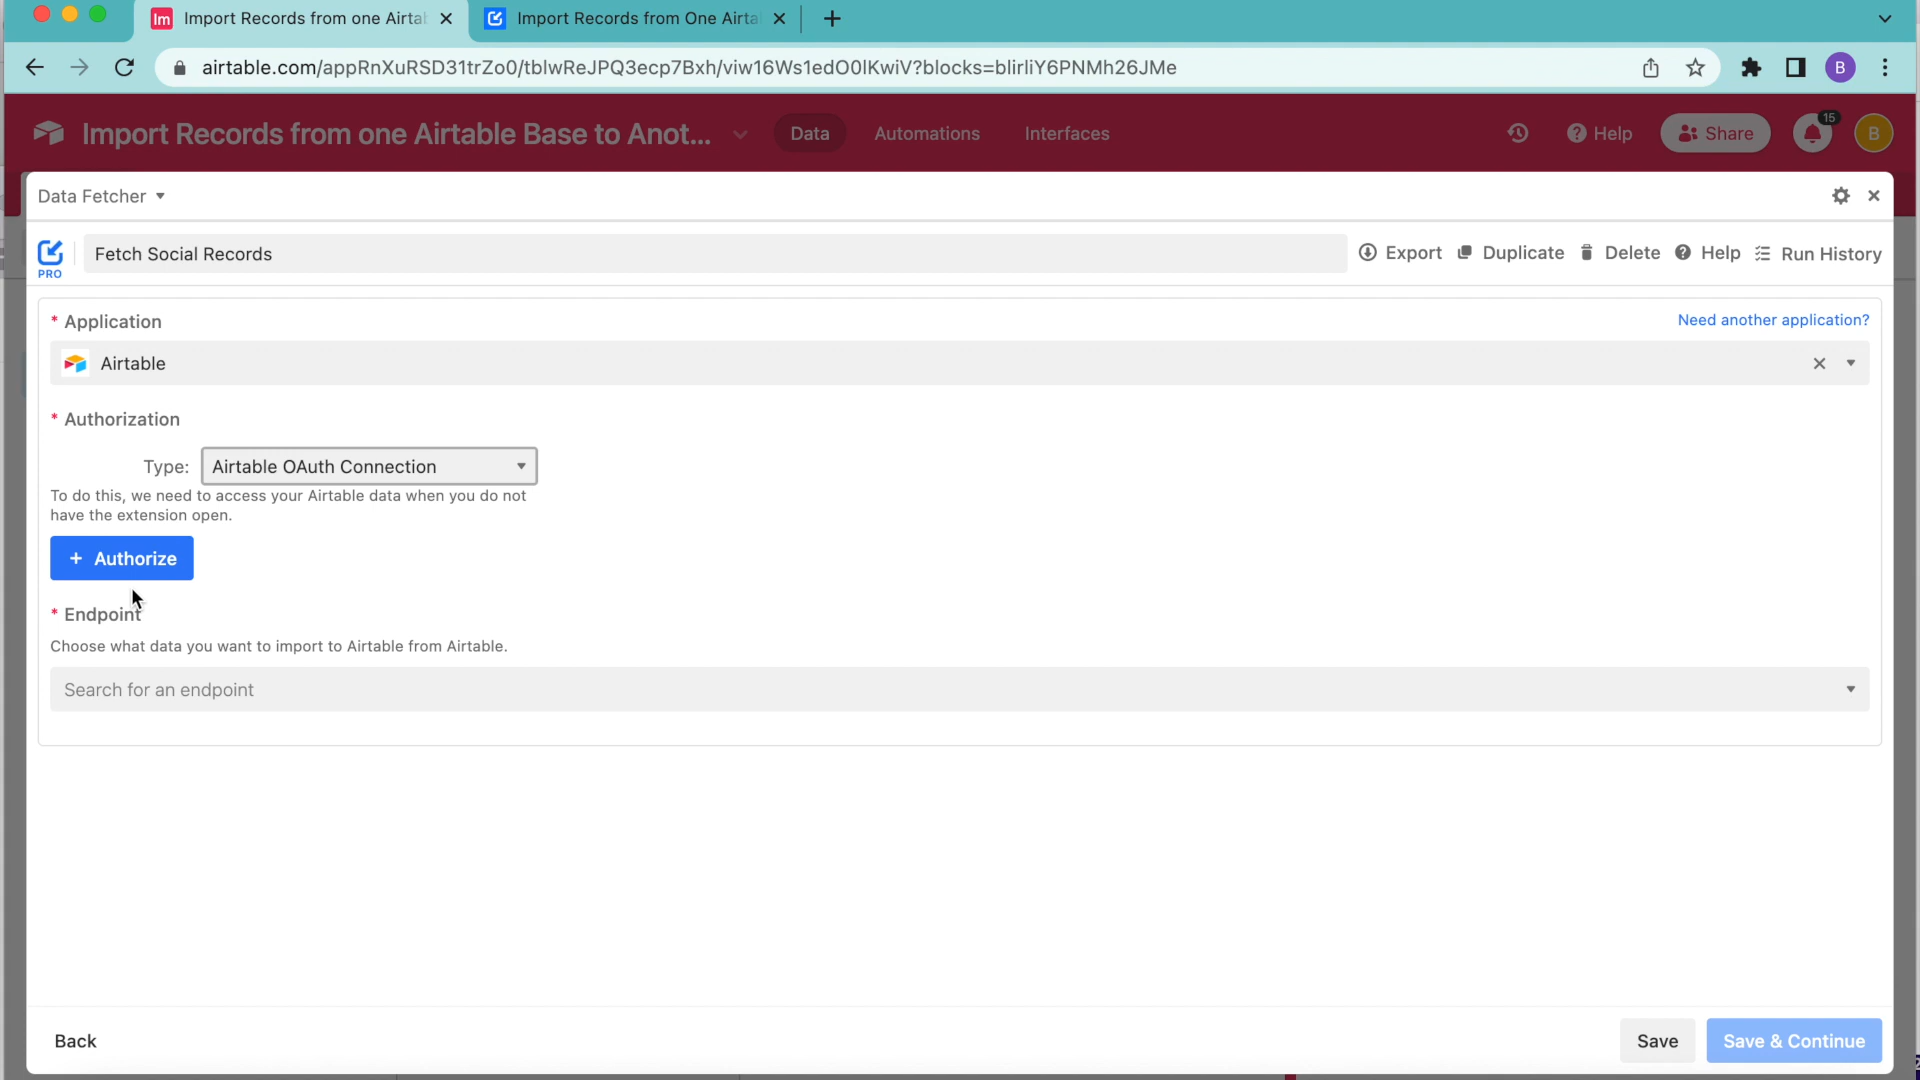 Im Import Records from one Airta
Import Records from One Airta
airtable.com/appRnXuRSD31trZo0/tblwReJPQ3ecp7Bxh/viw16Ws1edO0lKwiV?blocks=blirliY6PNMh26JMe
B
Import Records from one Airtable Base to Anot...
Data
Automations
Interfaces
Help
Share
15
B
Data Fetcher
PRO
Fetch Social Records
Export
Duplicate
Delete
Help
Run History
* Application
Need another application?
Airtable
* Authorization
Type: Airtable OAuth Connection
To do this, we need to access your Airtable data when you do not
have the extension open.
+ Authorize
* Endpoint
Choose what data you want to import to Airtable from Airtable.
Search for an endpoint
Back
Save
Save & Continue